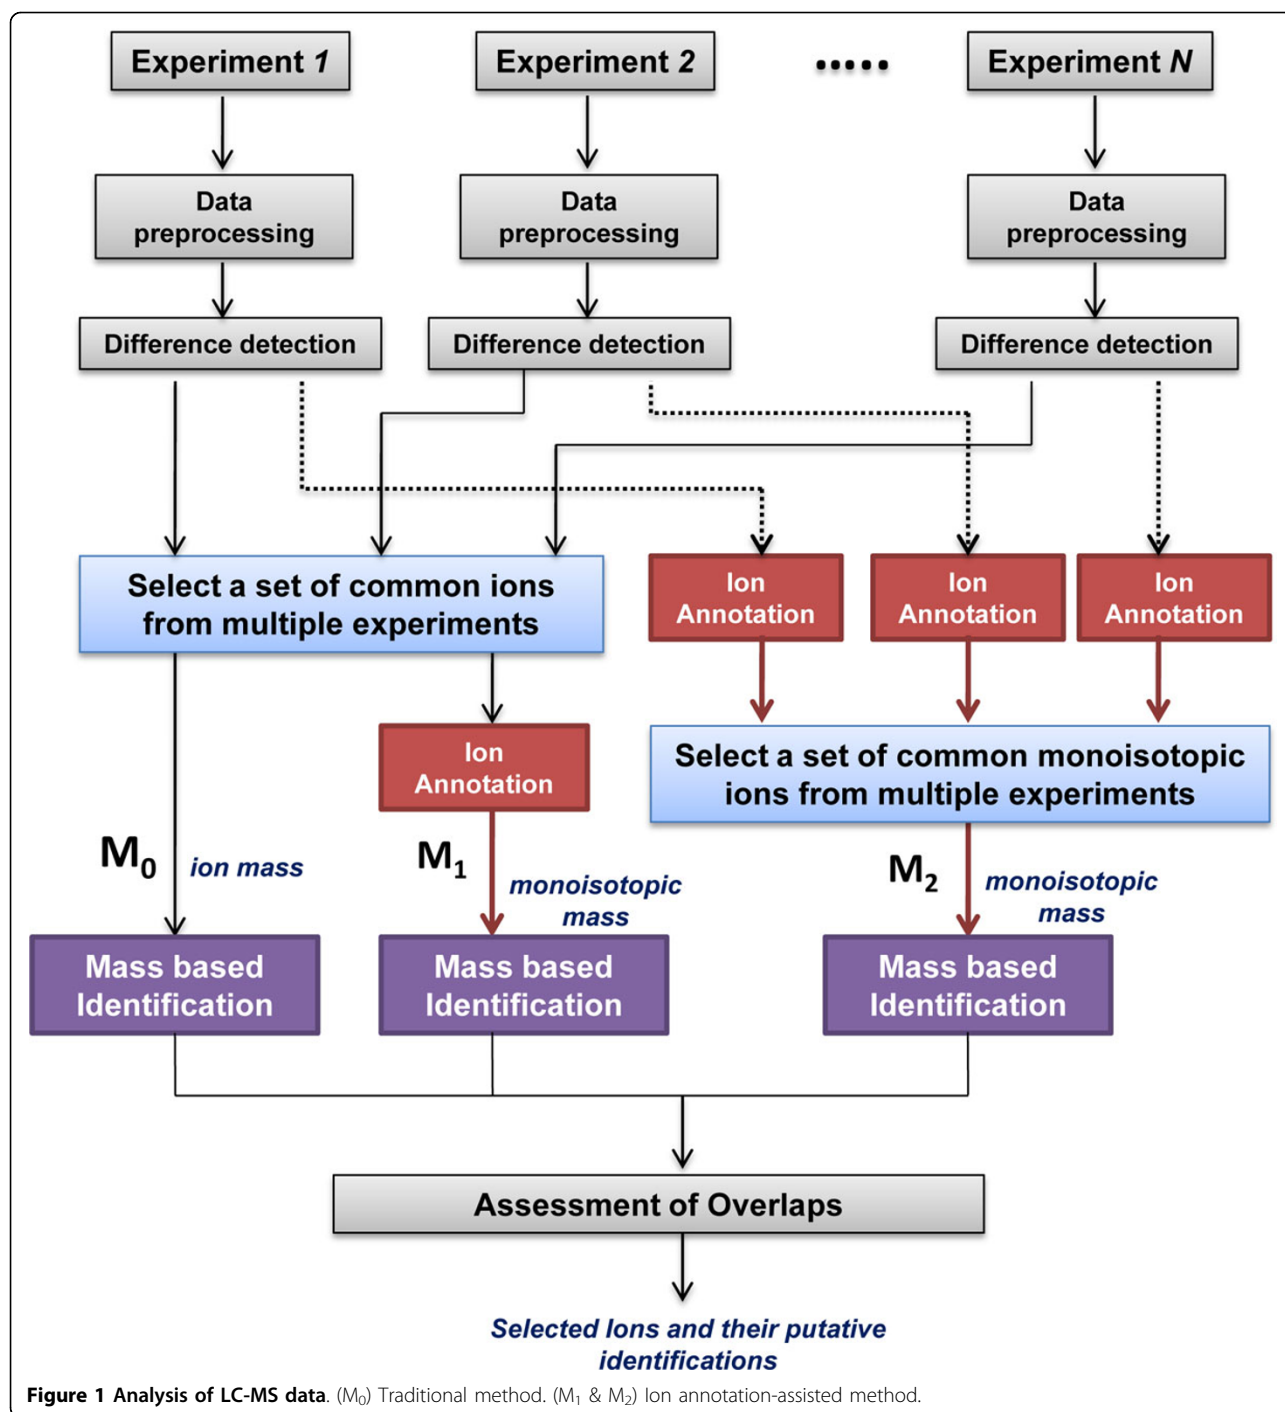 Experiment 1
Experiment 2
.....
Experiment N
Data
preprocessing
Data
preprocessing
Data
preprocessing
Difference detection
Difference detection
Difference detection
Select a set of common ions
from multiple experiments
Ion
Annotation
Ion
Annotation
Ion
Annotation
Ion
Annotation
Select a set of common monoisotopic
ions from multiple experiments
M0
ion mass
M1
monoisotopic
mass
M2
monoisotopic
mass
Mass based
Identification
Mass based
Identification
Mass based
Identification
Assessment of Overlaps
Selected Ions and their putative
identifications
Figure 1 Analysis of LC-MS data. (M0) Traditional method. (M1 & M2) Ion annotation-assisted method.